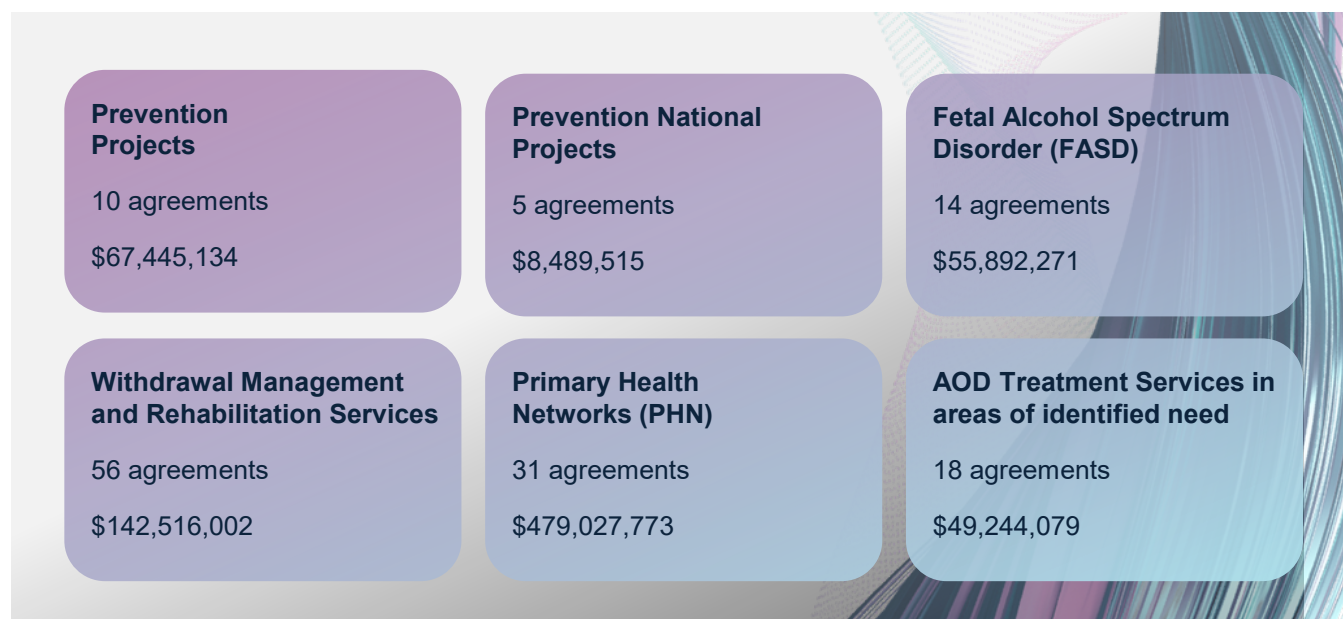 Prevention
Projects
10 agreements
$67,445,134
Prevention National
Projects
5 agreements
$8,489,515
Fetal Alcohol Spectrum
Disorder (FASD)
14 agreements
$55,892,271
Withdrawal Management
and Rehabilitation Services
56 agreements
$142,516,002
Primary Health
Networks (PHN)
31 agreements
$479,027,773
AOD Treatment Services in
areas of identified need
18 agreements
$49,244,079